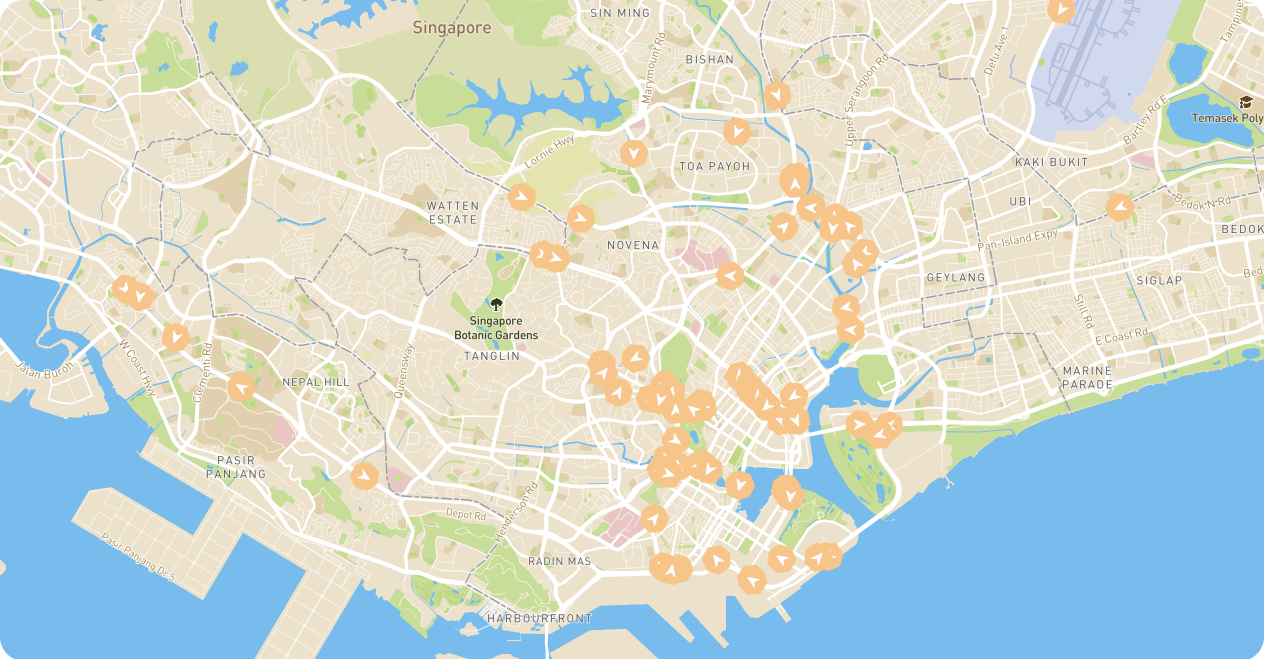 SIN MING
Singapore
BISHAN
Marymount Rd
Upper Serangoon Rd
Defu Ave 1
Tampines
Bartley Rd E
Temasek Poly
Lornie Hwy
TOA PAYOH
KAKI BUKIT
WATTEN
ESTATE
UBI
Bedok N Rd
BEDOK
NOVENA
Pan-Island Expy
GEYLANG
SIGLAP
Bed
Singapore
Botanic Gardens
TANGLIN
Still Rd
E Coast Rd
W Coast Hwy
Jalan Buroh
Clementi Rd
NEPAL HILL
Queensway
MARINE
PARADE
PASIR
PANJANG
Henderson Rd
Depot Rd
Pasir Panjang Dr 5
RADIN MAS
HARBOURFRONT